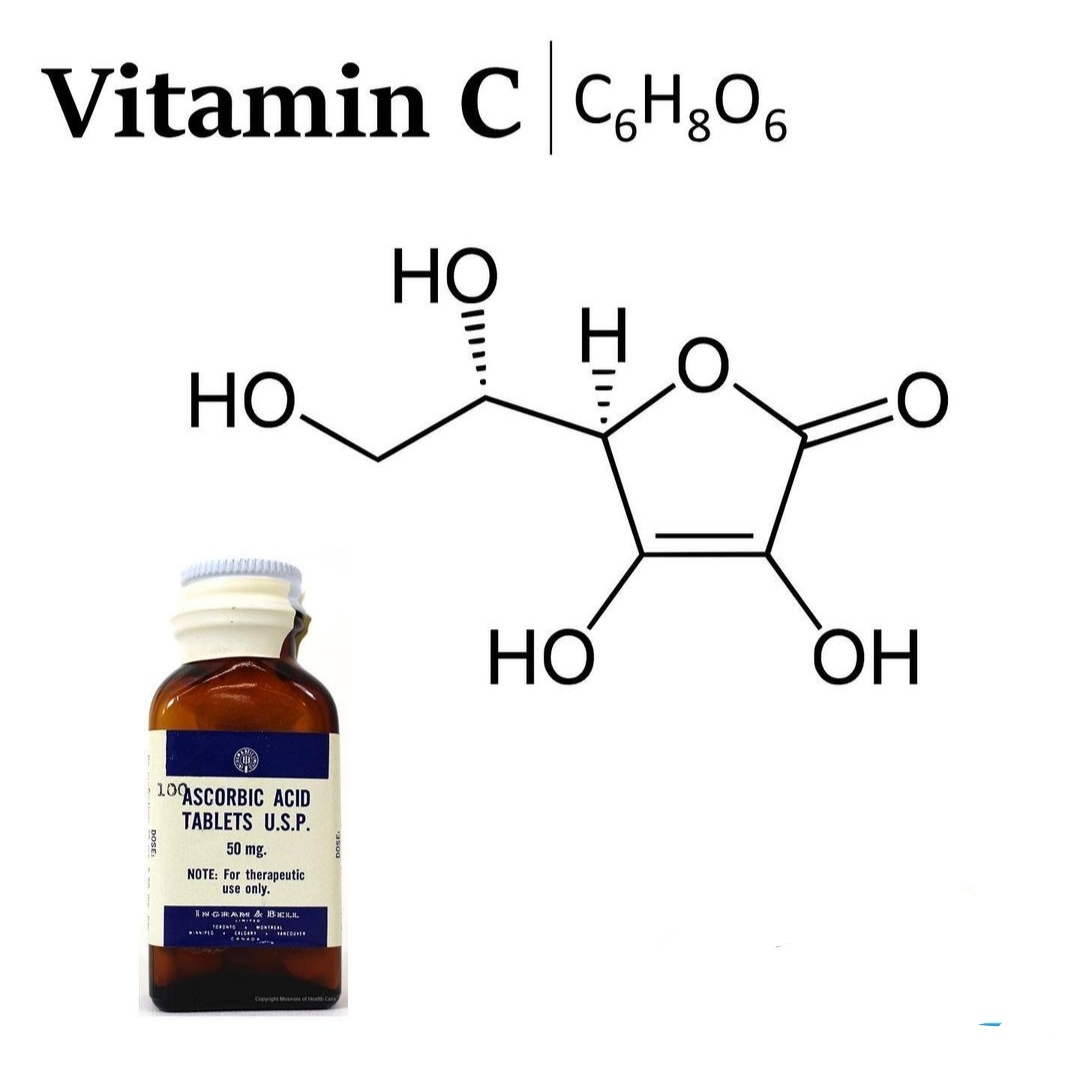 Vitamin C | C₆H₈O₆
HO
H
O
O
HO
HO
OH
100
ASCORBIC ACID
TABLETS U.S.P.
50 mg.
NOTE: For therapeutic
use only.
DOSE:
DOSE:
INGRAM & BELL
LIMITED
TORONTO • MONTREAL
WINNIPEG • CALGARY • VANCOUVER
CANADA
Copyright Museum of Health Care